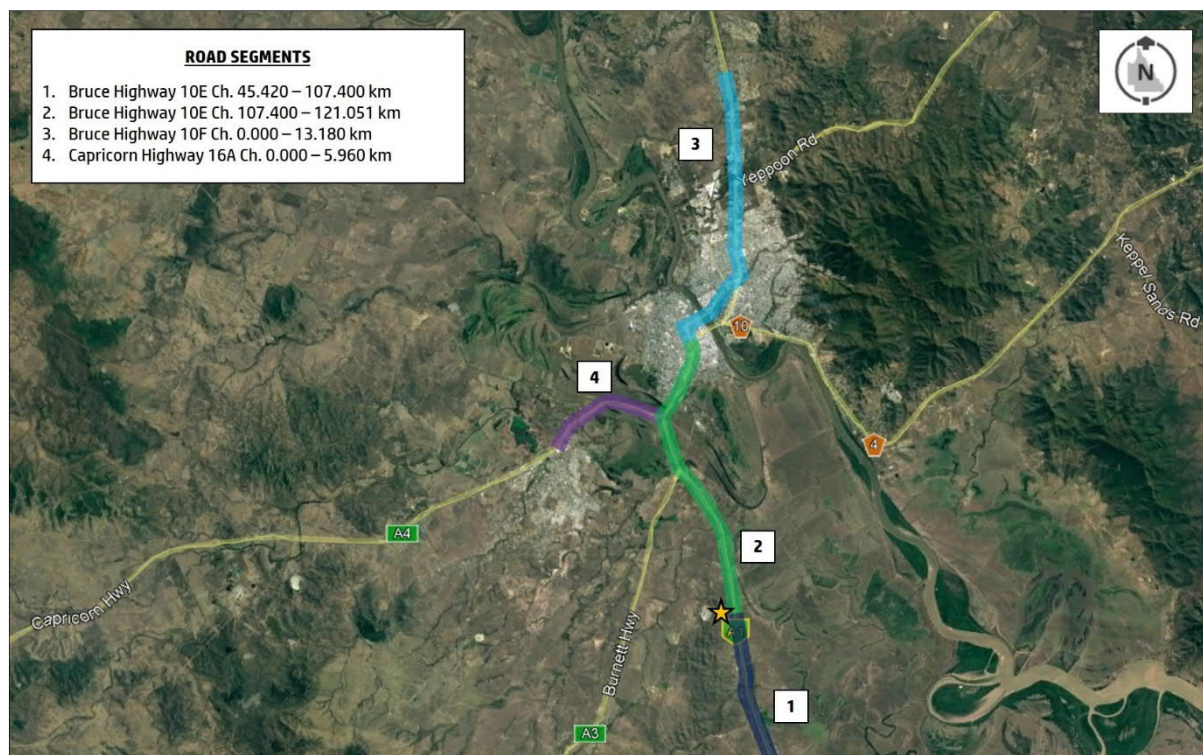 ROAD SEGMENTS
1. Bruce Highway 10E Ch. 45.420 – 107.400 km
2. Bruce Highway 10E Ch. 107.400 – 121.051 km
3. Bruce Highway 10F Ch. 0.000 – 13.180 km
4. Capricorn Highway 16A Ch. 0.000 – 5.960 km
N
3
Yeppoon Rd
Keppel Sands Rd
10
4
4
A4
2
Capricorn Hwy
A1
Burnett Hwy
1
A3